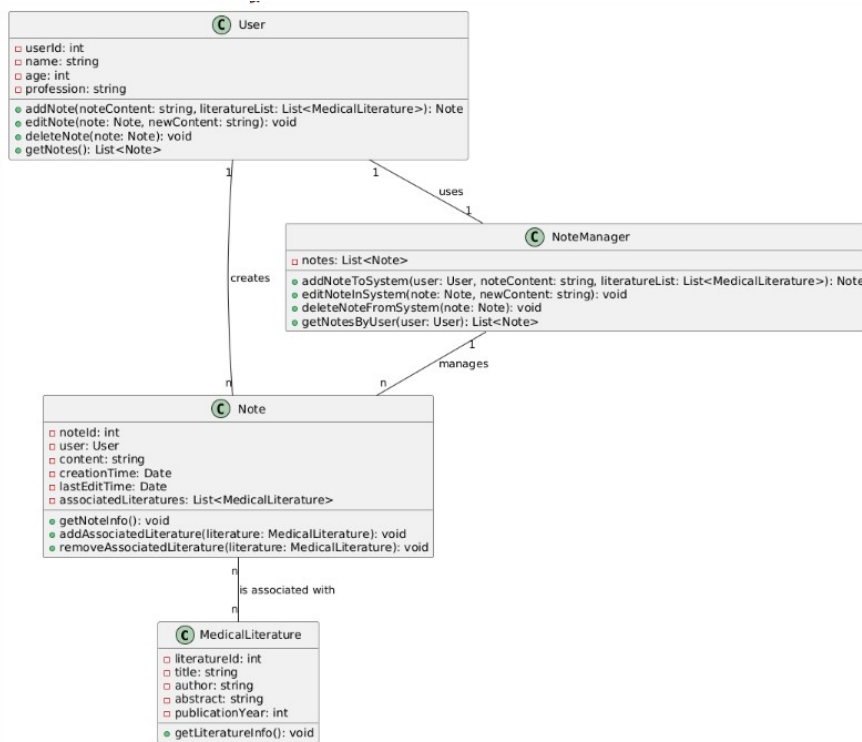 C User
userId: int
name: string
age: int
profession: string
addNote(noteContent: string, literatureList: List<MedicalLiterature>): Note
editNote(note: Note, newContent: string): void
deleteNote(note: Note): void
getNotes(): List<Note>
1
1
uses
1
C NoteManager
notes: List<Note>
addNoteToSystem(user: User, noteContent: string, literatureList: List<MedicalLiterature>): Note
editNoteInSystem(note: Note, newContent: string): void
deleteNoteFromSystem(note: Note): void
getNotesByUser(user: User): List<Note>
creates
1
manages
n
n
C Note
noteId: int
user: User
content: string
creationTime: Date
lastEditTime: Date
associatedLiteratures: List<MedicalLiterature>
getNoteInfo(): void
addAssociatedLiterature(literature: MedicalLiterature): void
removeAssociatedLiterature(literature: MedicalLiterature): void
n
is associated with
n
C MedicalLiterature
literatureId: int
title: string
author: string
abstract: string
publicationYear: int
getLiteratureInfo(): void